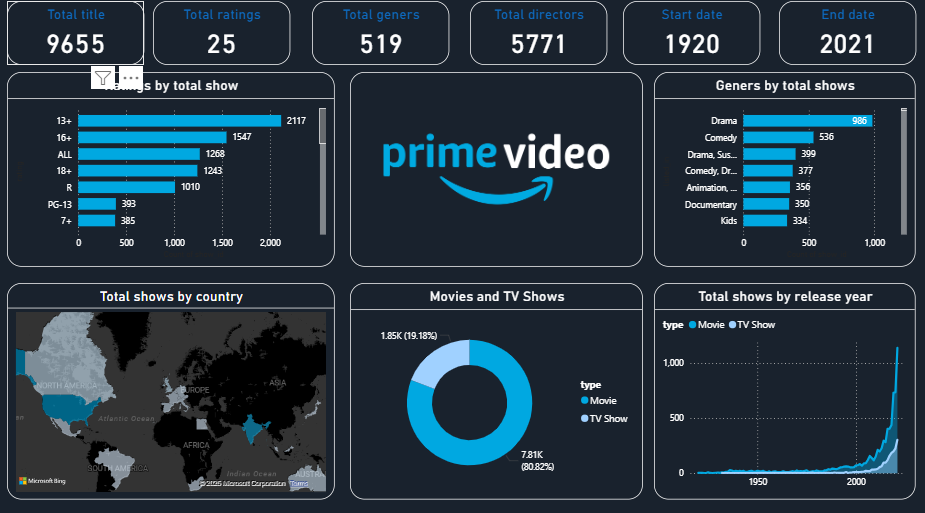 Total title
9655
Total ratings
25
Total geners
519
Total directors
5771
Start date
1920
End date
2021
Ratings by total show
13+ 2117
16+ 1547
ALL 1268
18+ 1243
R 1010
PG-13 393
7+ 385
0 500 1,000 1,500 2,000
prime video
Geners by total shows
Drama 986
Comedy 536
Drama, Sus... 399
Comedy, Dr... 377
Animation, ... 356
Documentary 350
Kids 334
0 500 1,000
Total shows by country
NORTH AMERICA
EUROPE
ASIA
Atlantic Ocean
AFRICA
SOUTH AMERICA
Indian Ocean
AUSTRA
Microsoft Bing
© 2025 Microsoft Corporation Terms
Movies and TV Shows
1.85K (19.18%)
7.81K
(80.82%)
type
Movie
TV Show
Total shows by release year
type Movie TV Show
1,000
500
0
1950 2000